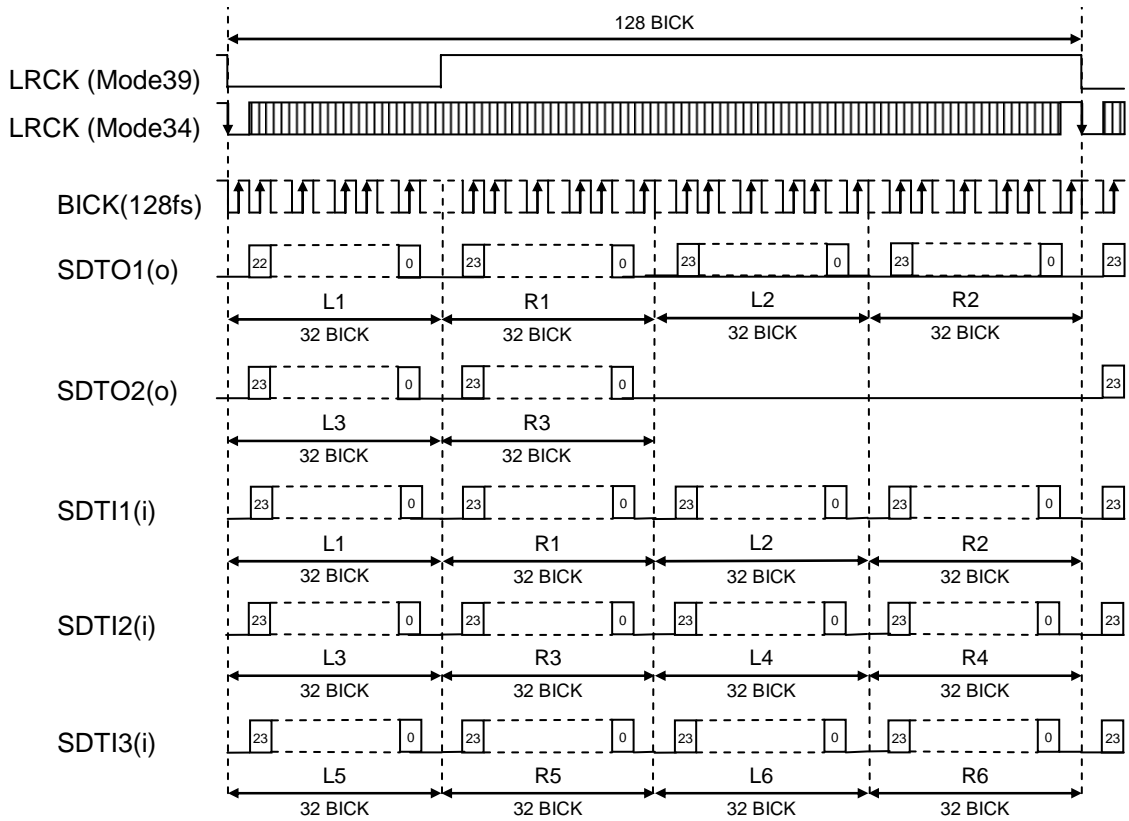 128 BICK
LRCK (Mode39)
LRCK (Mode34)
BICK(128fs)
SDTO1(o)
22 0 23 0 23 0 23 0 23
L1 R1 L2 R2
32 BICK 32 BICK 32 BICK 32 BICK
SDTO2(o)
23 0 23 0 23
L3 R3
32 BICK 32 BICK
SDTI1(i)
23 0 23 0 23 0 23 0 23
L1 R1 L2 R2
32 BICK 32 BICK 32 BICK 32 BICK
SDTI2(i)
23 0 23 0 23 0 23 0 23
L3 R3 L4 R4
32 BICK 32 BICK 32 BICK 32 BICK
SDTI3(i)
23 0 23 0 23 0 23 0 23
L5 R5 L6 R6
32 BICK 32 BICK 32 BICK 32 BICK